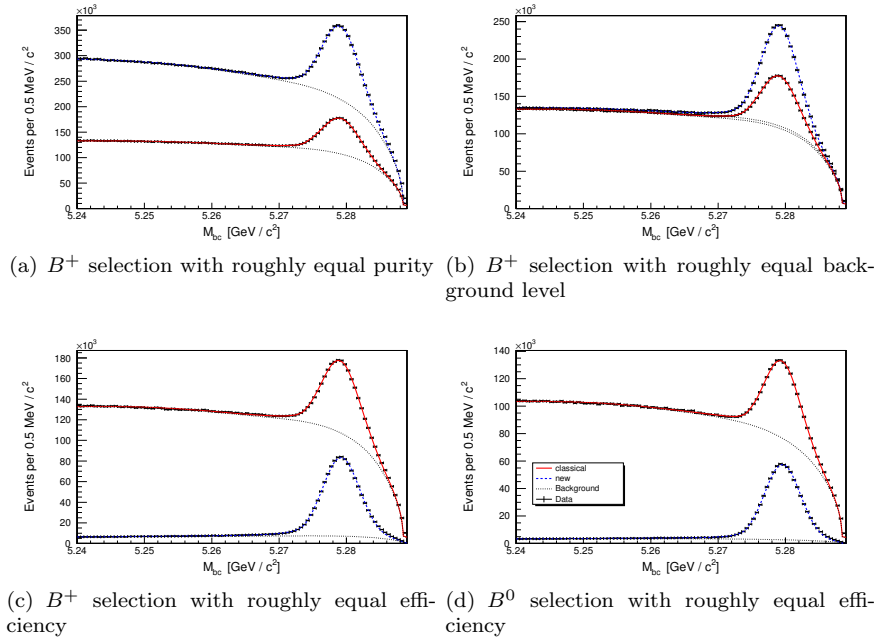 ×10³
Events per 0.5 MeV / c²
350
300
250
200
150
100
50
0
5.24 5.25 5.26 5.27 5.28
M_bc [GeV / c²]
(a) B⁺ selection with roughly equal purity
×10³
Events per 0.5 MeV / c²
250
200
150
100
50
0
5.24 5.25 5.26 5.27 5.28
M_bc [GeV / c²]
(b) B⁺ selection with roughly equal back-
ground level
×10³
Events per 0.5 MeV / c²
180
160
140
120
100
80
60
40
20
0
5.24 5.25 5.26 5.27 5.28
M_bc [GeV / c²]
(c) B⁺ selection with roughly equal effi-
ciency
×10³
Events per 0.5 MeV / c²
140
120
100
80
60
40
20
0
5.24 5.25 5.26 5.27 5.28
M_bc [GeV / c²]
classical
new
Background
Data
(d) B⁰ selection with roughly equal effi-
ciency